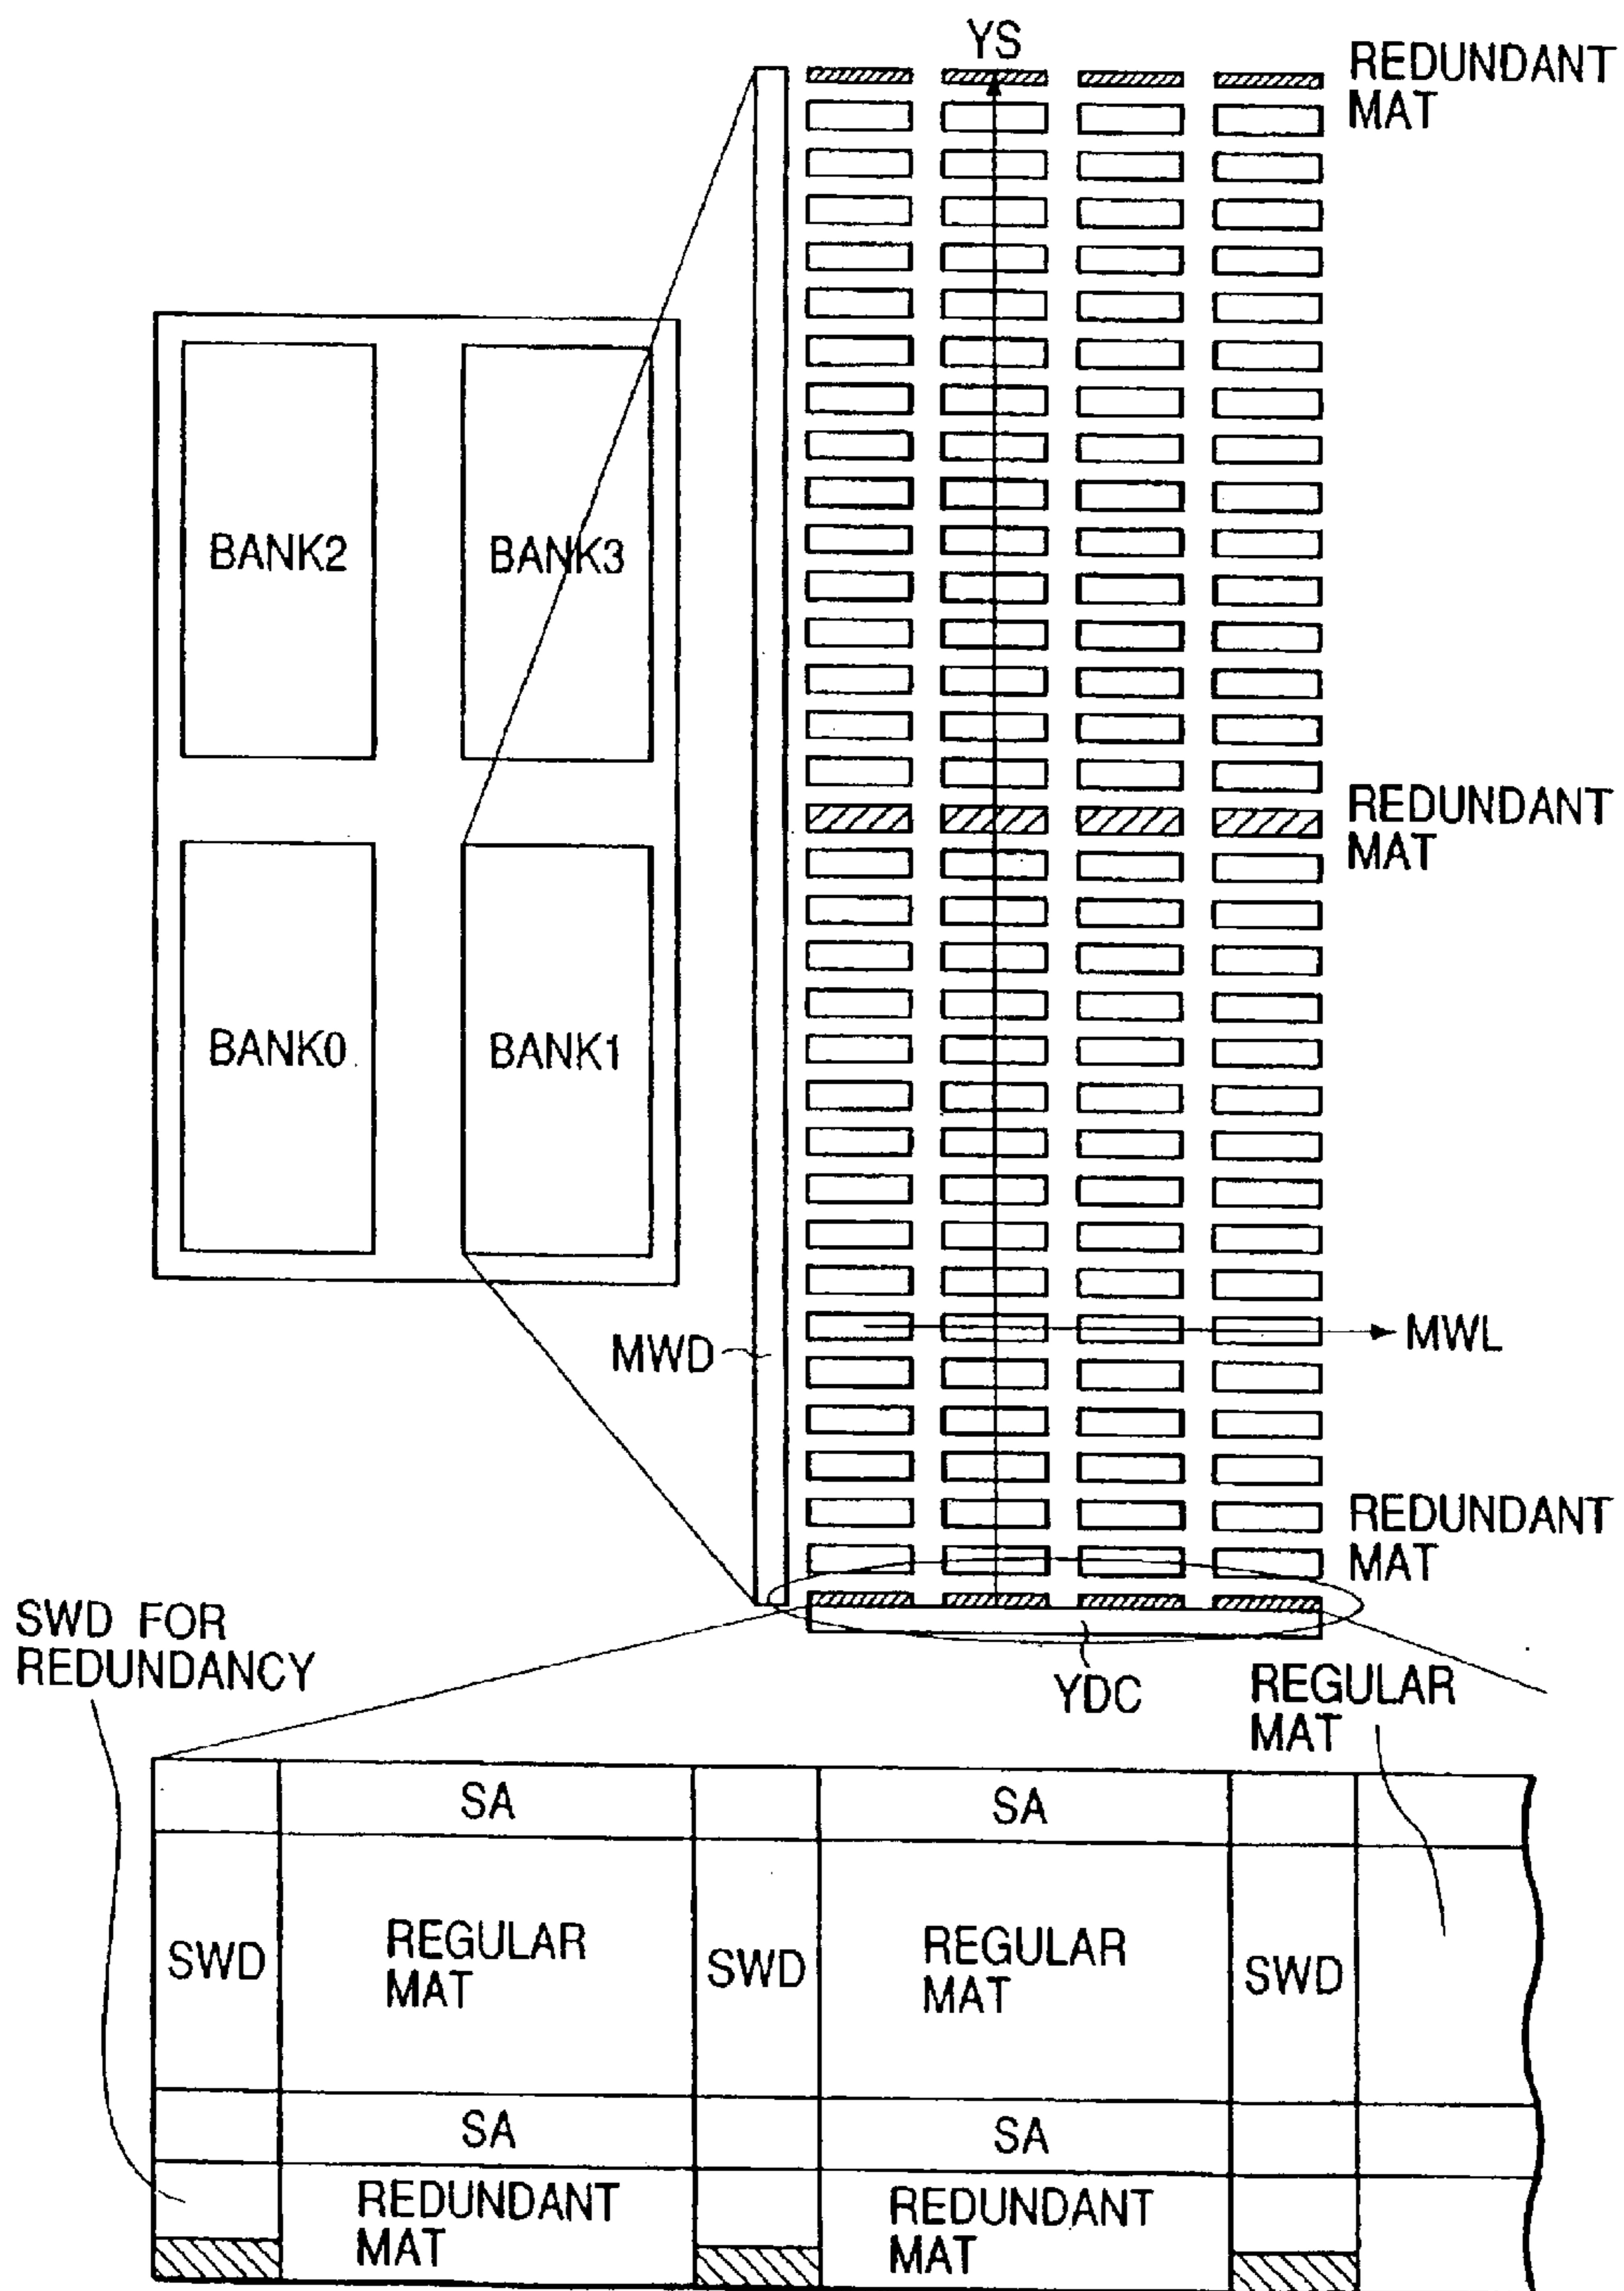 YS
REDUNDANT
MAT
BANK2
BANK3
REDUNDANT
MAT
BANK0
BANK1
MWD
MWL
REDUNDANT
MAT
SWD FOR
REDUNDANCY
YDC
REGULAR
MAT
SA
SA
SWD
REGULAR
MAT
SWD
REGULAR
MAT
SWD
SA
SA
REDUNDANT
MAT
REDUNDANT
MAT